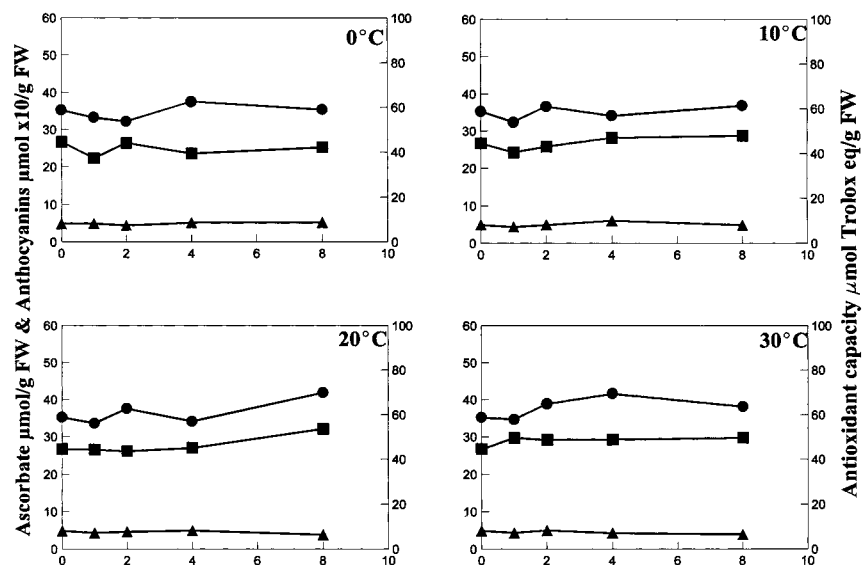 Ascorbate µmol/g FW & Anthocyanins µmol x10/g FW
60 50 40 30 20 10 0
0°C
100 80 60 40 20 0
0 2 4 6 8 10
60 50 40 30 20 10 0
10°C
100 80 60 40 20 0
0 2 4 6 8 10
60 50 40 30 20 10 0
20°C
100 80 60 40 20 0
0 2 4 6 8 10
60 50 40 30 20 10 0
30°C
100 80 60 40 20 0
0 2 4 6 8 10
Antioxidant capacity µmol Trolox eq/g FW